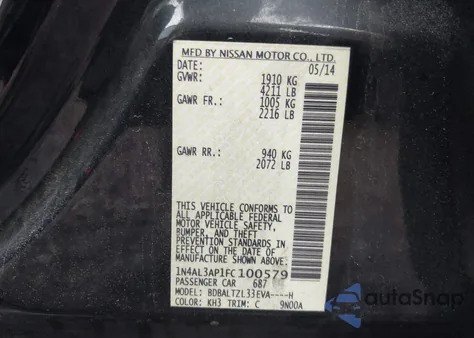 MFD BY NISSAN MOTOR CO., LTD.
DATE: 05/14
GVWR: 1910 KG
4211 LB
GAWR FR.: 1005 KG
2216 LB
GAWR RR.: 940 KG
2072 LB
THIS VEHICLE CONFORMS TO
ALL APPLICABLE FEDERAL
MOTOR VEHICLE SAFETY,
BUMPER, AND THEFT
PREVENTION STANDARDS IN
EFFECT ON THE DATE OF
MANUFACTURE SHOWN ABOVE.
1N4AL3AP1FC100579
PASSENGER CAR 687
MODEL: BDBALTZL33EVA----H
COLOR: KH3 TRIM: C 9N00A
autoSnap